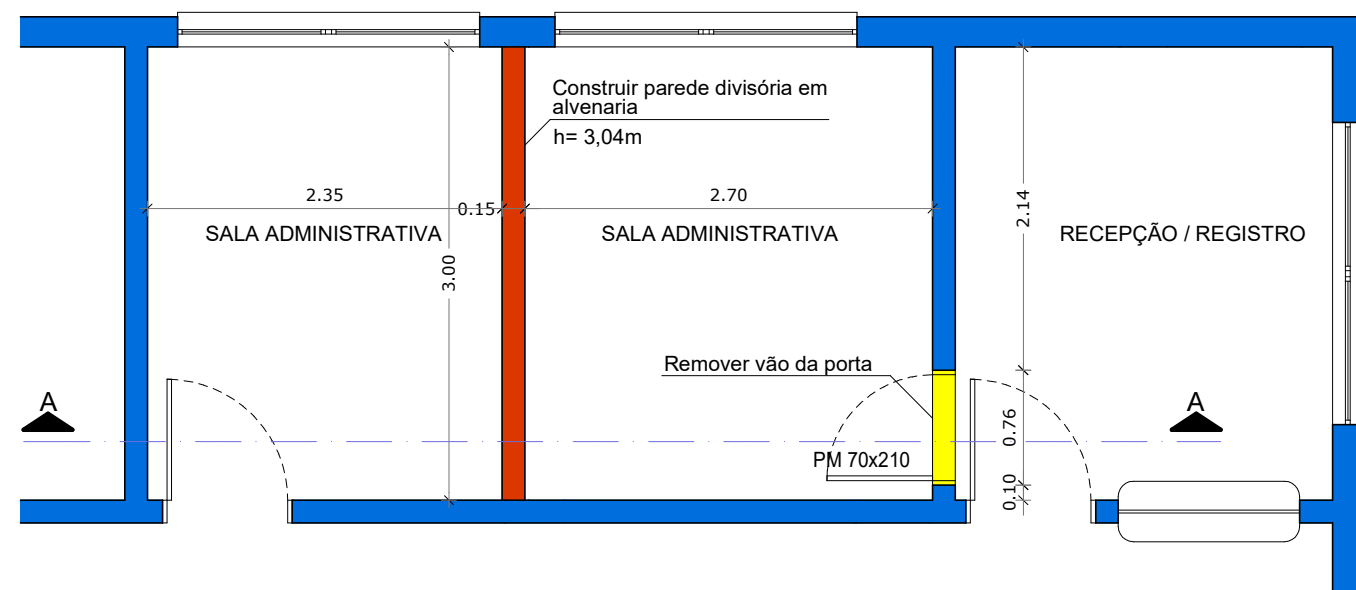 Construir parede divisória em
alvenaria
h= 3,04m
2.35
0.15
2.70
2.14
SALA ADMINISTRATIVA
SALA ADMINISTRATIVA
RECEPÇÃO / REGISTRO
3.00
Remover vão da porta
A
A
0.76
PM 70x210
0.10